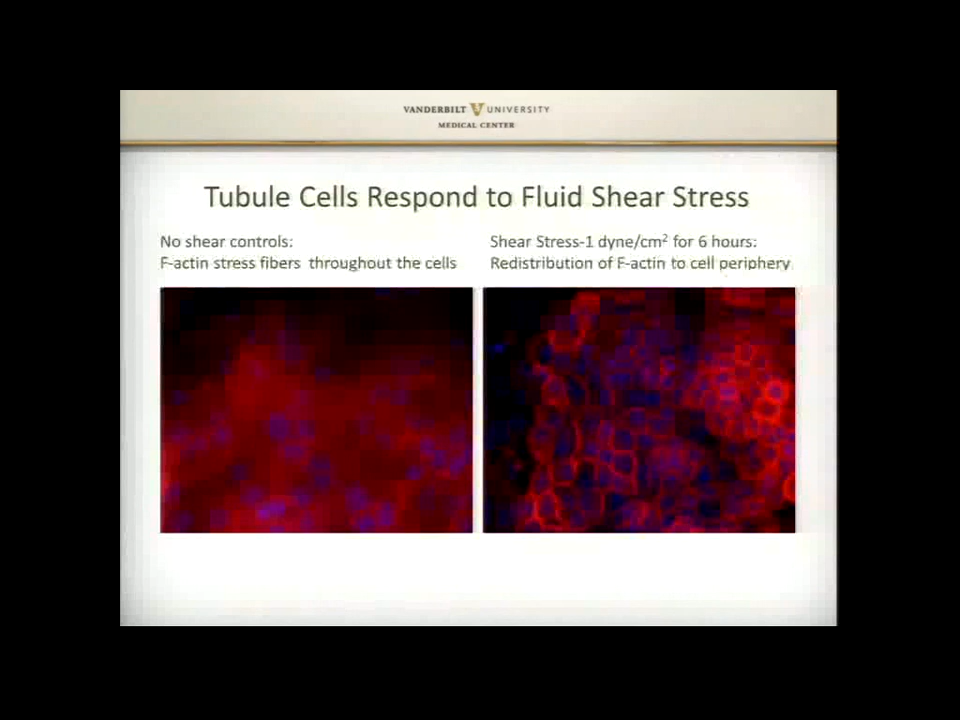 VANDERBILT V UNIVERSITY
MEDICAL CENTER
Tubule Cells Respond to Fluid Shear Stress
No shear controls:
F-actin stress fibers throughout the cells
Shear Stress-1 dyne/cm² for 6 hours:
Redistribution of F-actin to cell periphery